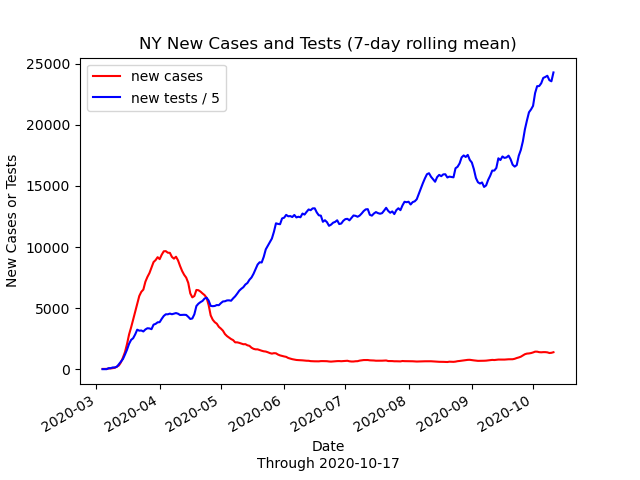 NY New Cases and Tests (7-day rolling mean)
new cases
new tests / 5
New Cases or Tests
25000
20000
15000
10000
5000
0
2020-03
2020-04
2020-05
2020-06
2020-07
2020-08
2020-09
2020-10
Date
Through 2020-10-17